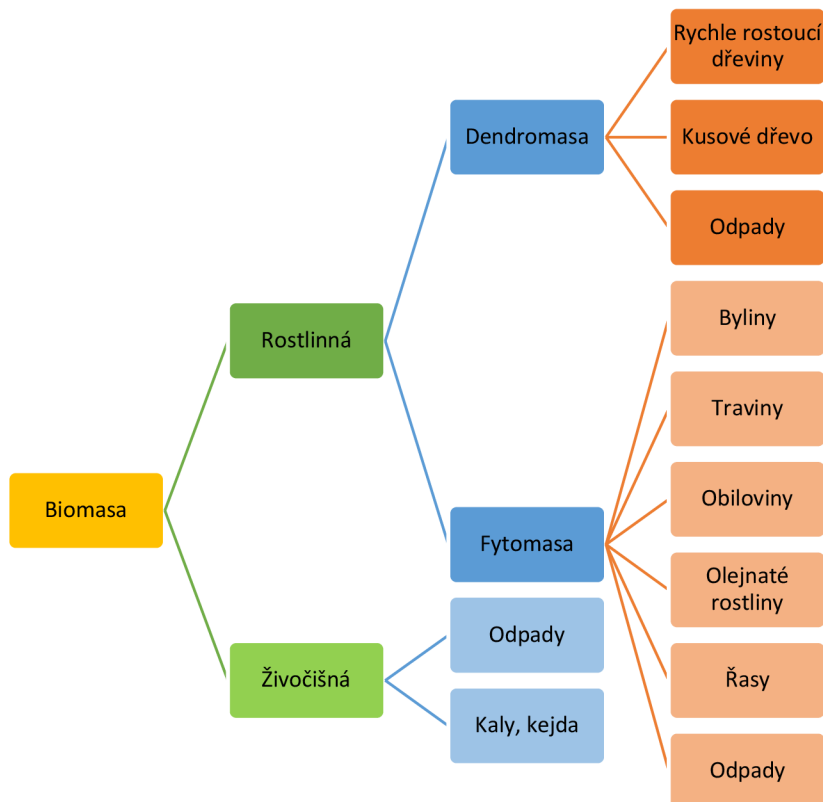 Rychle rostoucí
dřeviny
Dendromasa
Kusové dřevo
Odpady
Rostlinná
Byliny
Traviny
Biomasa
Obiloviny
Fytomasa
Olejnaté
rostliny
Odpady
Živočišná
Řasy
Kaly, kejda
Odpady